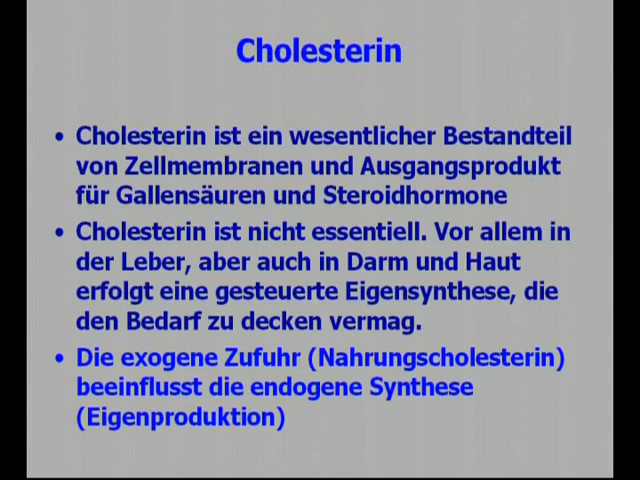 Cholesterin
• Cholesterin ist ein wesentlicher Bestandteil
von Zellmembranen und Ausgangsprodukt
für Gallensäuren und Steroidhormone
• Cholesterin ist nicht essentiell. Vor allem in
der Leber, aber auch in Darm und Haut
erfolgt eine gesteuerte Eigensynthese, die
den Bedarf zu decken vermag.
• Die exogene Zufuhr (Nahrungscholesterin)
beeinflusst die endogene Synthese
(Eigenproduktion)